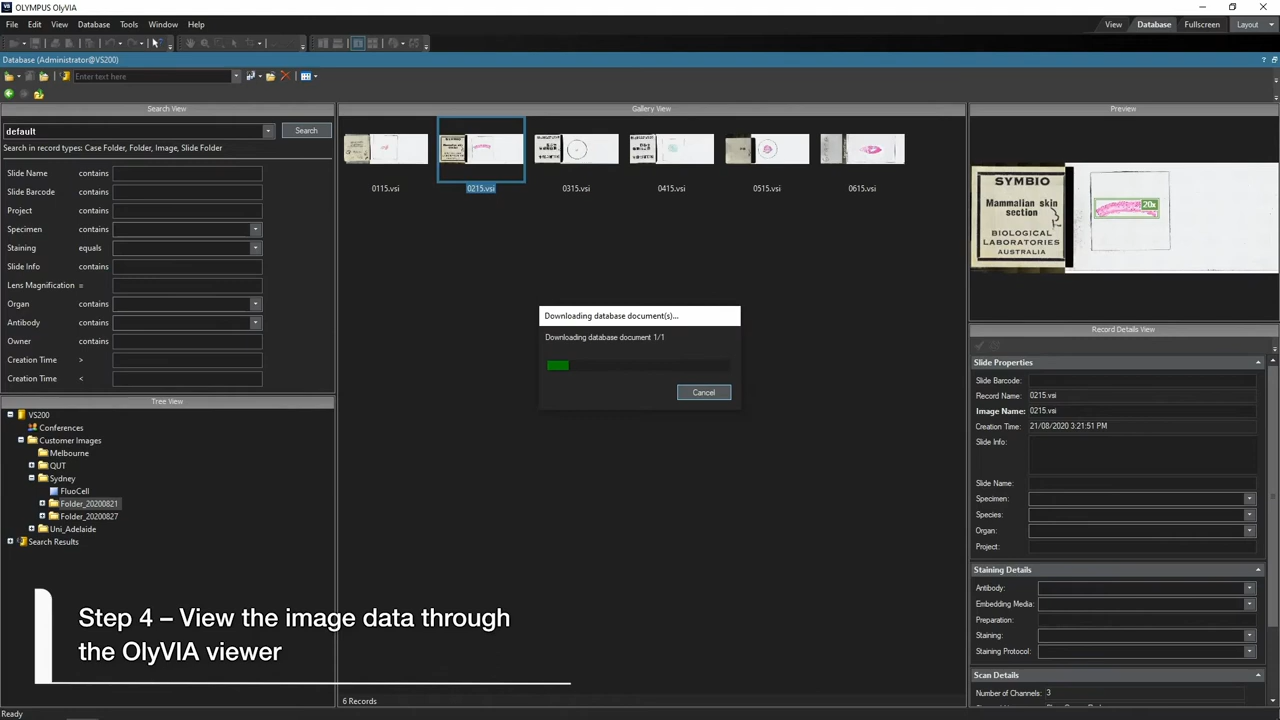 OLYMPUS OlyVIA
File Edit View Database Tools Window Help
View Database Fullscreen Layout
Database (Administrator@VS200)
Enter text here
Search View
default
Search
Search in record types: Case Folder, Folder, Image, Slide Folder
Slide Name contains
Slide Barcode contains
Project contains
Specimen contains
Staining equals
Slide Info contains
Lens Magnification =
Organ contains
Antibody contains
Owner contains
Creation Time >
Creation Time <
Tree View
VS200
Conferences
Customer Images
Melbourne
QUT
Sydney
FluoCell
Folder_20200821
Folder_20200827
Uni_Adelaide
Search Results
Gallery View
0115.vsi 0215.vsi 0315.vsi 0415.vsi 0515.vsi 0615.vsi
Downloading database document(s)...
Downloading database document 1/1
Cancel
6 Records
Preview
SYMBIO
Mammalian skin
section
BIOLOGICAL
LABORATORIES
AUSTRALIA
20x
Record Details View
Slide Properties
Slide Barcode:
Record Name: 0215.vsi
Image Name: 0215.vsi
Creation Time: 21/08/2020 3:21:51 PM
Slide Info:
Slide Name:
Specimen:
Species:
Organ:
Project:
Staining Details
Antibody:
Embedding Media:
Preparation:
Staining:
Staining Protocol:
Scan Details
Number of Channels: 3
Step 4 – View the image data through
the OlyVIA viewer
Ready